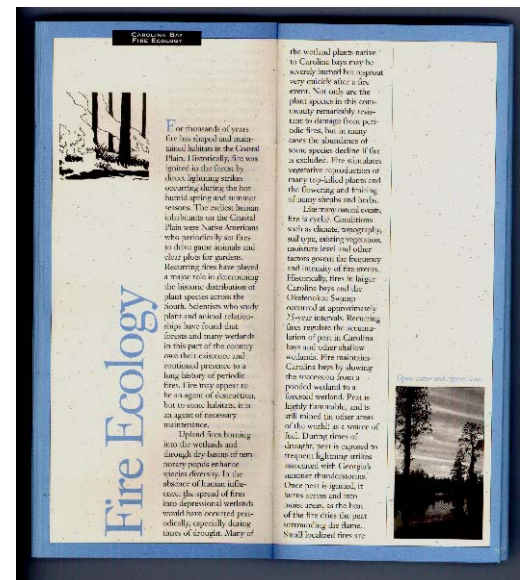 CAROLINA BAY
FIRE ECOLOGY
Fire Ecology
For thousands of years
fire has shaped and main-
tained habitats in the Coastal
Plain. Historically, fire was
ignited in the forest by
direct lightning strikes
occurring during the hot
humid spring and summer
seasons. The earliest human
inhabitants on the Coastal
Plain were Native Americans
who periodically set fires
to drive game animals and
clear plots for gardens.
Recurring fires have played
a major role in determining
the historic distribution of
plant species across the
South. Scientists who study
plant and animal relation-
ships have found that
forests and many wetlands
in this part of the country
owe their existence and
continued presence to a
long history of periodic
fires. Fire may appear to
be an agent of destruction,
but to some habitats, it is
an agent of necessary
maintenance.
Upland fires burning
into the wetlands and
through dry basins of tem-
porary ponds enhance
species diversity. In the
absence of human influ-
ence, the spread of fires
into depressional wetlands
would have occurred peri-
odically, especially during
times of drought. Many of
the wetland plants native
to Carolina bays may be
severely burned but resprout
very quickly after a fire
event. Not only are the
plant species in this com-
munity remarkably resis-
tant to damage from peri-
odic fires, but in many
cases the abundance of
some species decline if fire
is excluded. Fire stimulates
vegetative reproduction of
many top-killed plants and
the flowering and fruiting
of many shrubs and herbs.
Like many natural events,
fire is cyclic. Conditions
such as climate, topography,
soil type, existing vegetation,
moisture level and other
factors govern the frequency
and intensity of fire events.
Historically, fires in larger
Carolina bays and the
Okefenokee Swamp
occurred at approximately
25-year intervals. Recurring
fires regulate the accumu-
lation of peat in Carolina
bays and other shallow
wetlands. Fire maintains
Carolina bays by slowing
the succession from a
ponded wetland to a
forested wetland. Peat is
highly flammable, and is
still mined (in other areas
of the world) as a source of
fuel. During times of
drought, peat is exposed to
frequent lightning strikes
associated with Georgia's
summer thunderstorms.
Once peat is ignited, it
burns across and into
moist areas, as the heat
of the fire dries the peat
surrounding the flame.
Small localized fires are
Open water and cypress trees